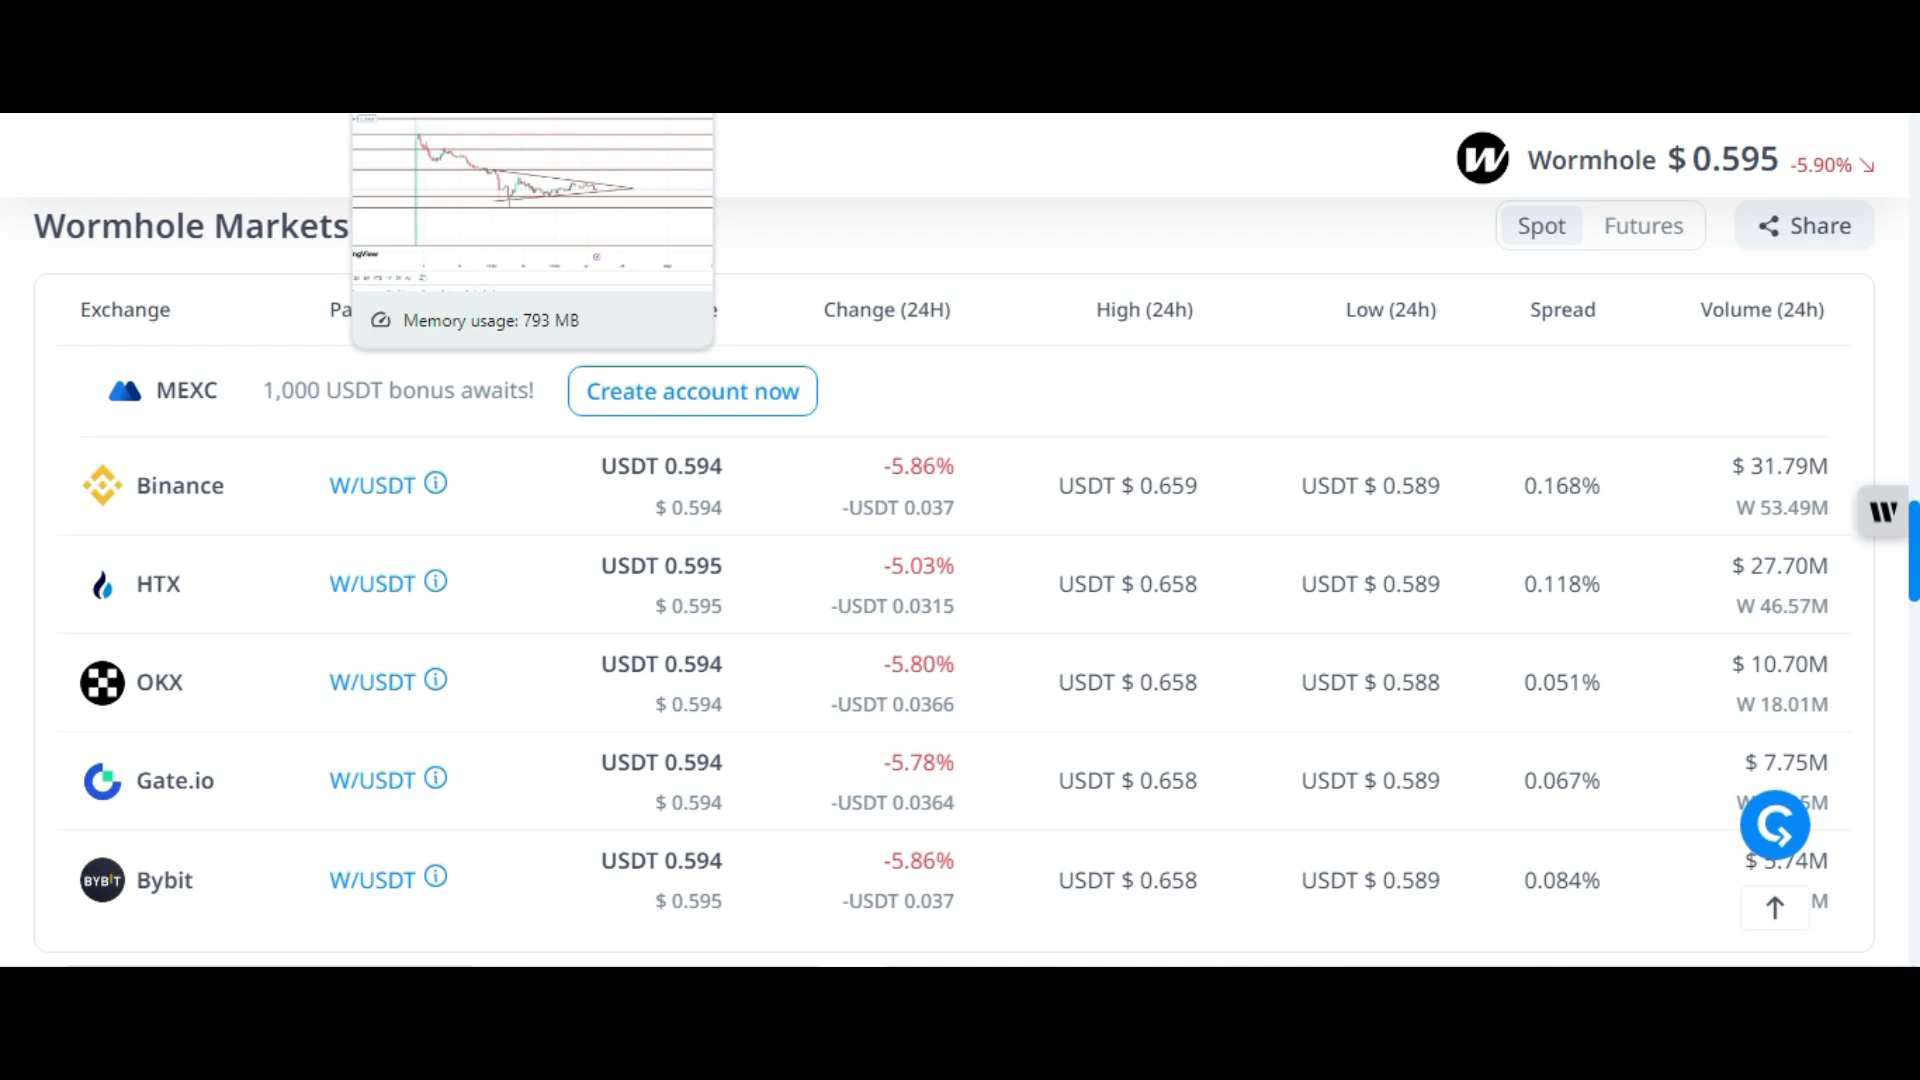 Wormhole $ 0.595 -5.90%
Wormhole Markets
Spot Futures Share
ngView
Memory usage: 793 MB
Exchange Change (24H) High (24h) Low (24h) Spread Volume (24h)
MEXC 1,000 USDT bonus awaits! Create account now
Binance W/USDT USDT 0.594 -5.86% USDT $ 0.659 USDT $ 0.589 0.168% $ 31.79M
$ 0.594 -USDT 0.037 W 53.49M
HTX W/USDT USDT 0.595 -5.03% USDT $ 0.658 USDT $ 0.589 0.118% $ 27.70M
$ 0.595 -USDT 0.0315 W 46.57M
OKX W/USDT USDT 0.594 -5.80% USDT $ 0.658 USDT $ 0.588 0.051% $ 10.70M
$ 0.594 -USDT 0.0366 W 18.01M
Gate.io W/USDT USDT 0.594 -5.78% USDT $ 0.658 USDT $ 0.589 0.067% $ 7.75M
$ 0.594 -USDT 0.0364
BYBIT Bybit W/USDT USDT 0.594 -5.86% USDT $ 0.658 USDT $ 0.589 0.084%
$ 0.595 -USDT 0.037